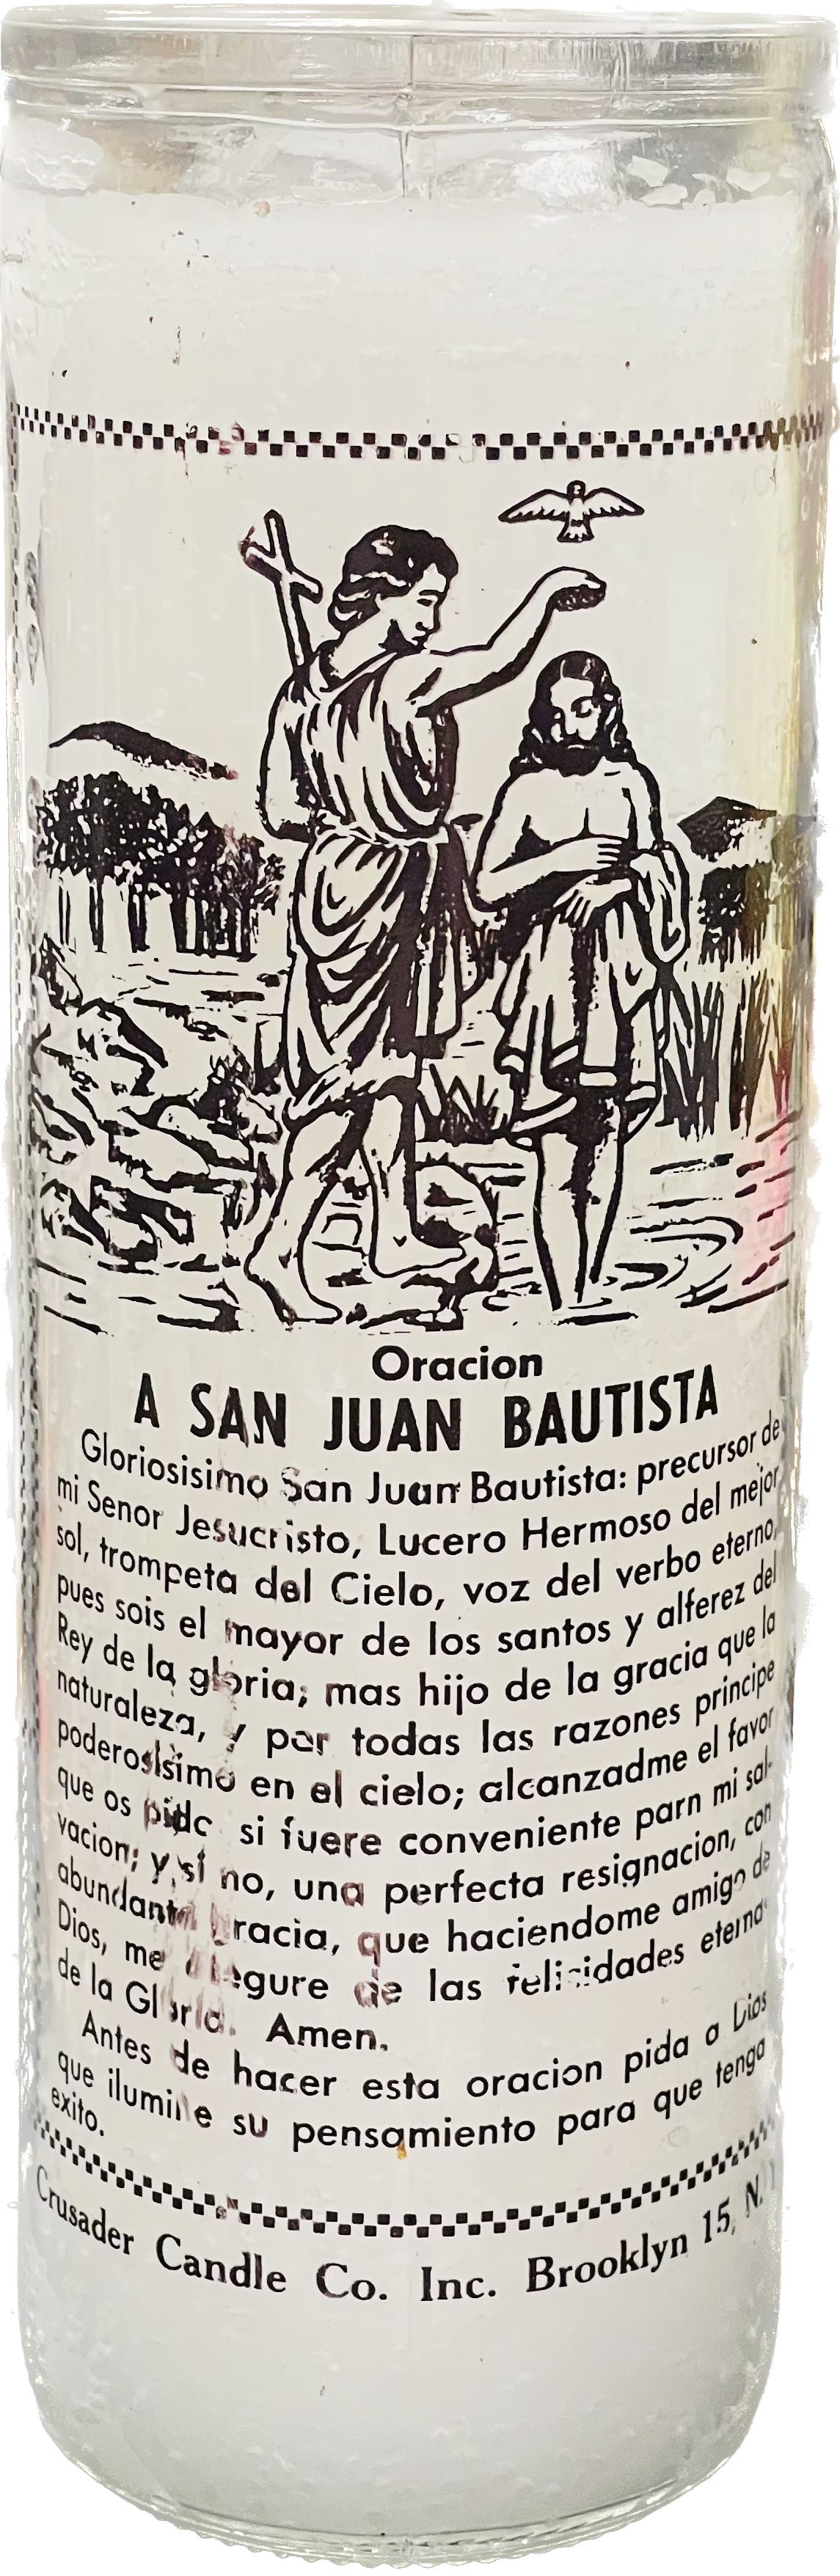 Oracion
A SAN JUAN BAUTISTA
Gloriosisimo San Juan Bautista: precursor de
mi Senor Jesucristo, Lucero Hermoso del mejor
sol, trompeta del Cielo, voz del verbo eterno,
pues sois el mayor de los santos y alferez del
Rey de la gloria; mas hijo de la gracia que la
naturaleza, y por todas las razones principe
poderosisimo en el cielo; alcanzadme el favor
que os pido si fuere conveniente parn mi sal-
vacion; y si no, una perfecta resignacion, con
abundante gracia, que haciendome amigo de
Dios, me asegure de las felicidades eternas
de la Gloria. Amen.
Antes de hacer esta oracion pida a Dios
que ilumine su pensamiento para que tenga
exito.
Crusader Candle Co. Inc. Brooklyn 15, N.